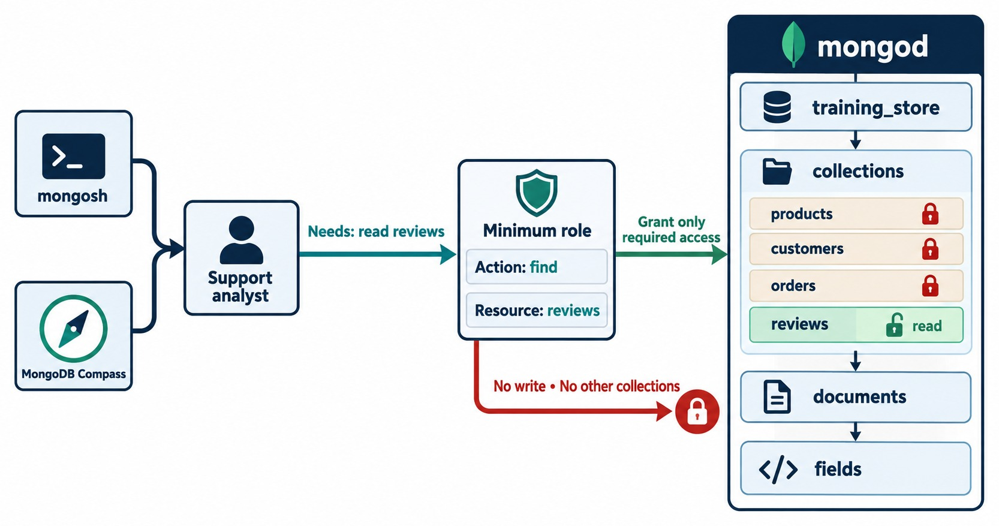 mongosh
MongoDB Compass
Support
analyst
Needs: read reviews
Minimum role
Action: find
Resource: reviews
Grant only
required access
No write • No other collections
mongod
training_store
collections
products
customers
orders
reviews read
documents
</> fields